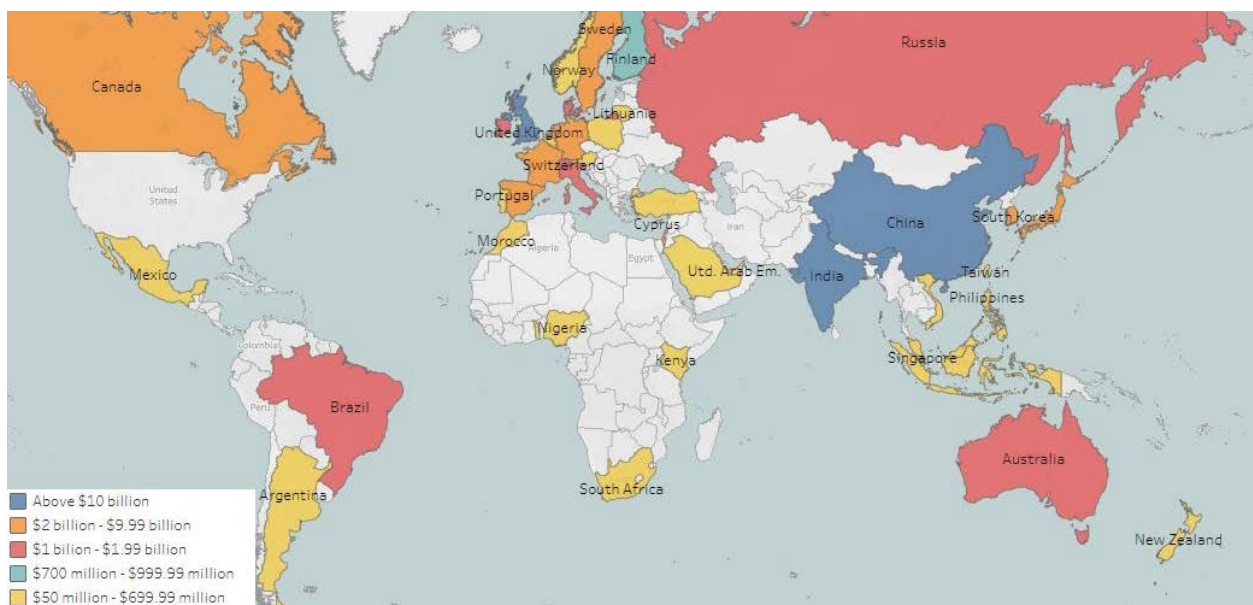 Sweden
Russia
Finland
Norway
Canada
Lithuania
United Kingdom
Switzerland
United
States
Portugal
South Korea
China
Cyprus
Iran
Morocco
Algeria
Egypt
Mexico
Utd. Arab Em.
India
Taiwan
Philippines
Nigeria
Colombia
Kenya
Singapore
Peru
Brazil
Australia
South Africa
Argentina
New Zealand
Above $10 billion
$2 billion - $9.99 billion
$1 bilion - $1.99 billion
$700 million - $999.99 million
$50 million - $699.99 million